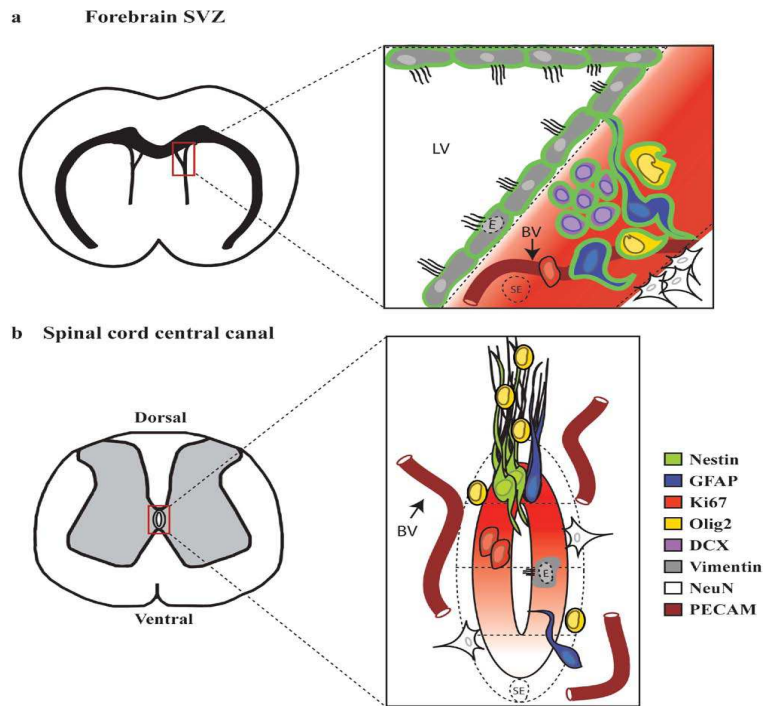 a Forebrain SVZ
LV
E
BV
SE
b Spinal cord central canal
Dorsal
Ventral
BV
E
SE
Nestin
GFAP
Ki67
Olig2
DCX
Vimentin
NeuN
PECAM